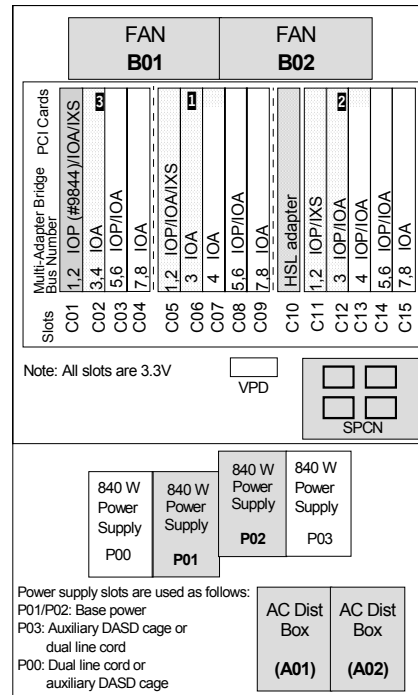 FAN
B01
FAN
B02
PCI Cards
Multi-Adapter Bridge
Bus Number
Slots
3
1
2
C01 1,2 IOP (#9844)/IOA/IXS
C02 3,4 IOA
C03 5,6 IOP/IOA
C04 7,8 IOA
C05 1,2 IOP/IOA/IXS
C06 3 IOA
C07 4 IOA
C08 5,6 IOP/IOA
C09 7,8 IOA
C10 HSL adapter
C11 1,2 IOP/IXS
C12 3 IOP/IOA
C13 4 IOP/IOA
C14 5,6 IOP/IOA
C15 7,8 IOA
Note: All slots are 3.3V
VPD
SPCN
840 W
Power
Supply
P00
840 W
Power
Supply
P01
840 W
Power
Supply
P02
840 W
Power
Supply
P03
Power supply slots are used as follows:
P01/P02: Base power
P03: Auxiliary DASD cage or
dual line cord
P00: Dual line cord or
auxiliary DASD cage
AC Dist
Box
(A01)
AC Dist
Box
(A02)